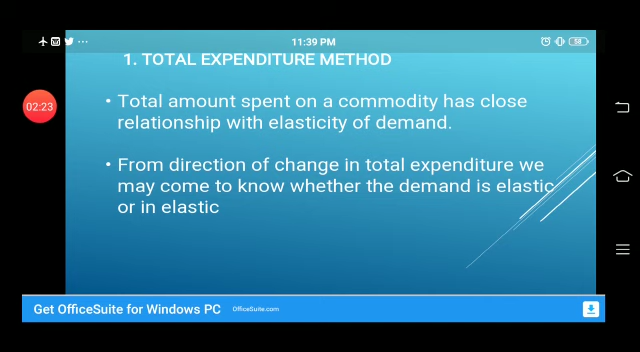 11:39 PM
58
1. TOTAL EXPENDITURE METHOD
02:23
• Total amount spent on a commodity has close
relationship with elasticity of demand.
• From direction of change in total expenditure we
may come to know whether the demand is elastic
or in elastic
Get OfficeSuite for Windows PC OfficeSuite.com